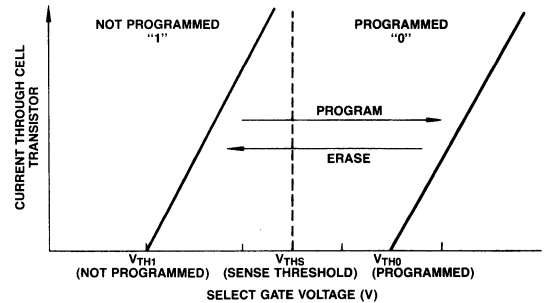 NOT PROGRAMMED
“1”
PROGRAMMED
“0”
CURRENT THROUGH CELL
TRANSISTOR
PROGRAM
ERASE
VTH1
(NOT PROGRAMMED)
VTHS
(SENSE THRESHOLD)
VTH0
(PROGRAMMED)
SELECT GATE VOLTAGE (V)